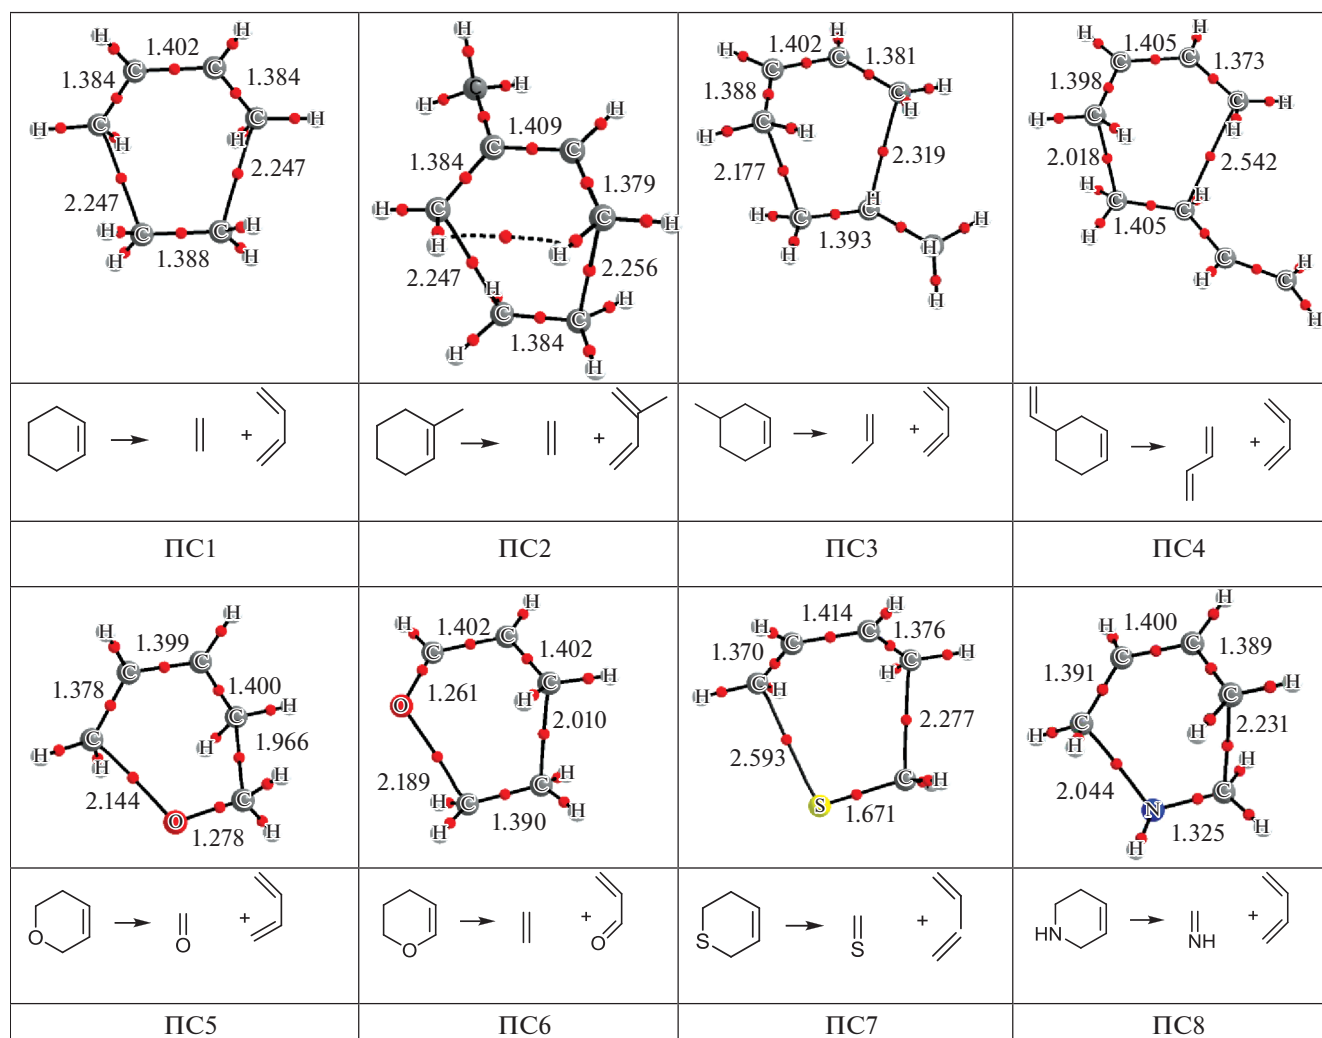 H H H H H H H H H H
C C C C C C
1.402
1.384 1.384
2.247 2.247
1.388
H H H H H H H H H H H H
C C C C C C C
1.409
1.384 1.379
2.247 2.256
1.384
H H H H H H H H H H H H
C C C C C C
1.402 1.381
1.388
2.177 2.319
1.393
H H H H H H H H H H H H
C C C C C C C C
1.405
1.398 1.373
2.018 2.542
1.405
+
+
+
+
ПС1 ПС2 ПС3 ПС4
H H H H H H H H
C C C C C O
1.399
1.378 1.400
1.966
2.144
1.278
H H H H H H H H
C C C C C O
1.402
1.402
1.261
2.010
2.189
1.390
H H H H H H H H
C C C C C S
1.414
1.370 1.376
2.277
2.593
1.671
H H H H H H H H H
C C C C C N
1.400
1.391 1.389
2.231
2.044
1.325
O O +
O + O
S S +
HN NH +
ПС5 ПС6 ПС7 ПС8